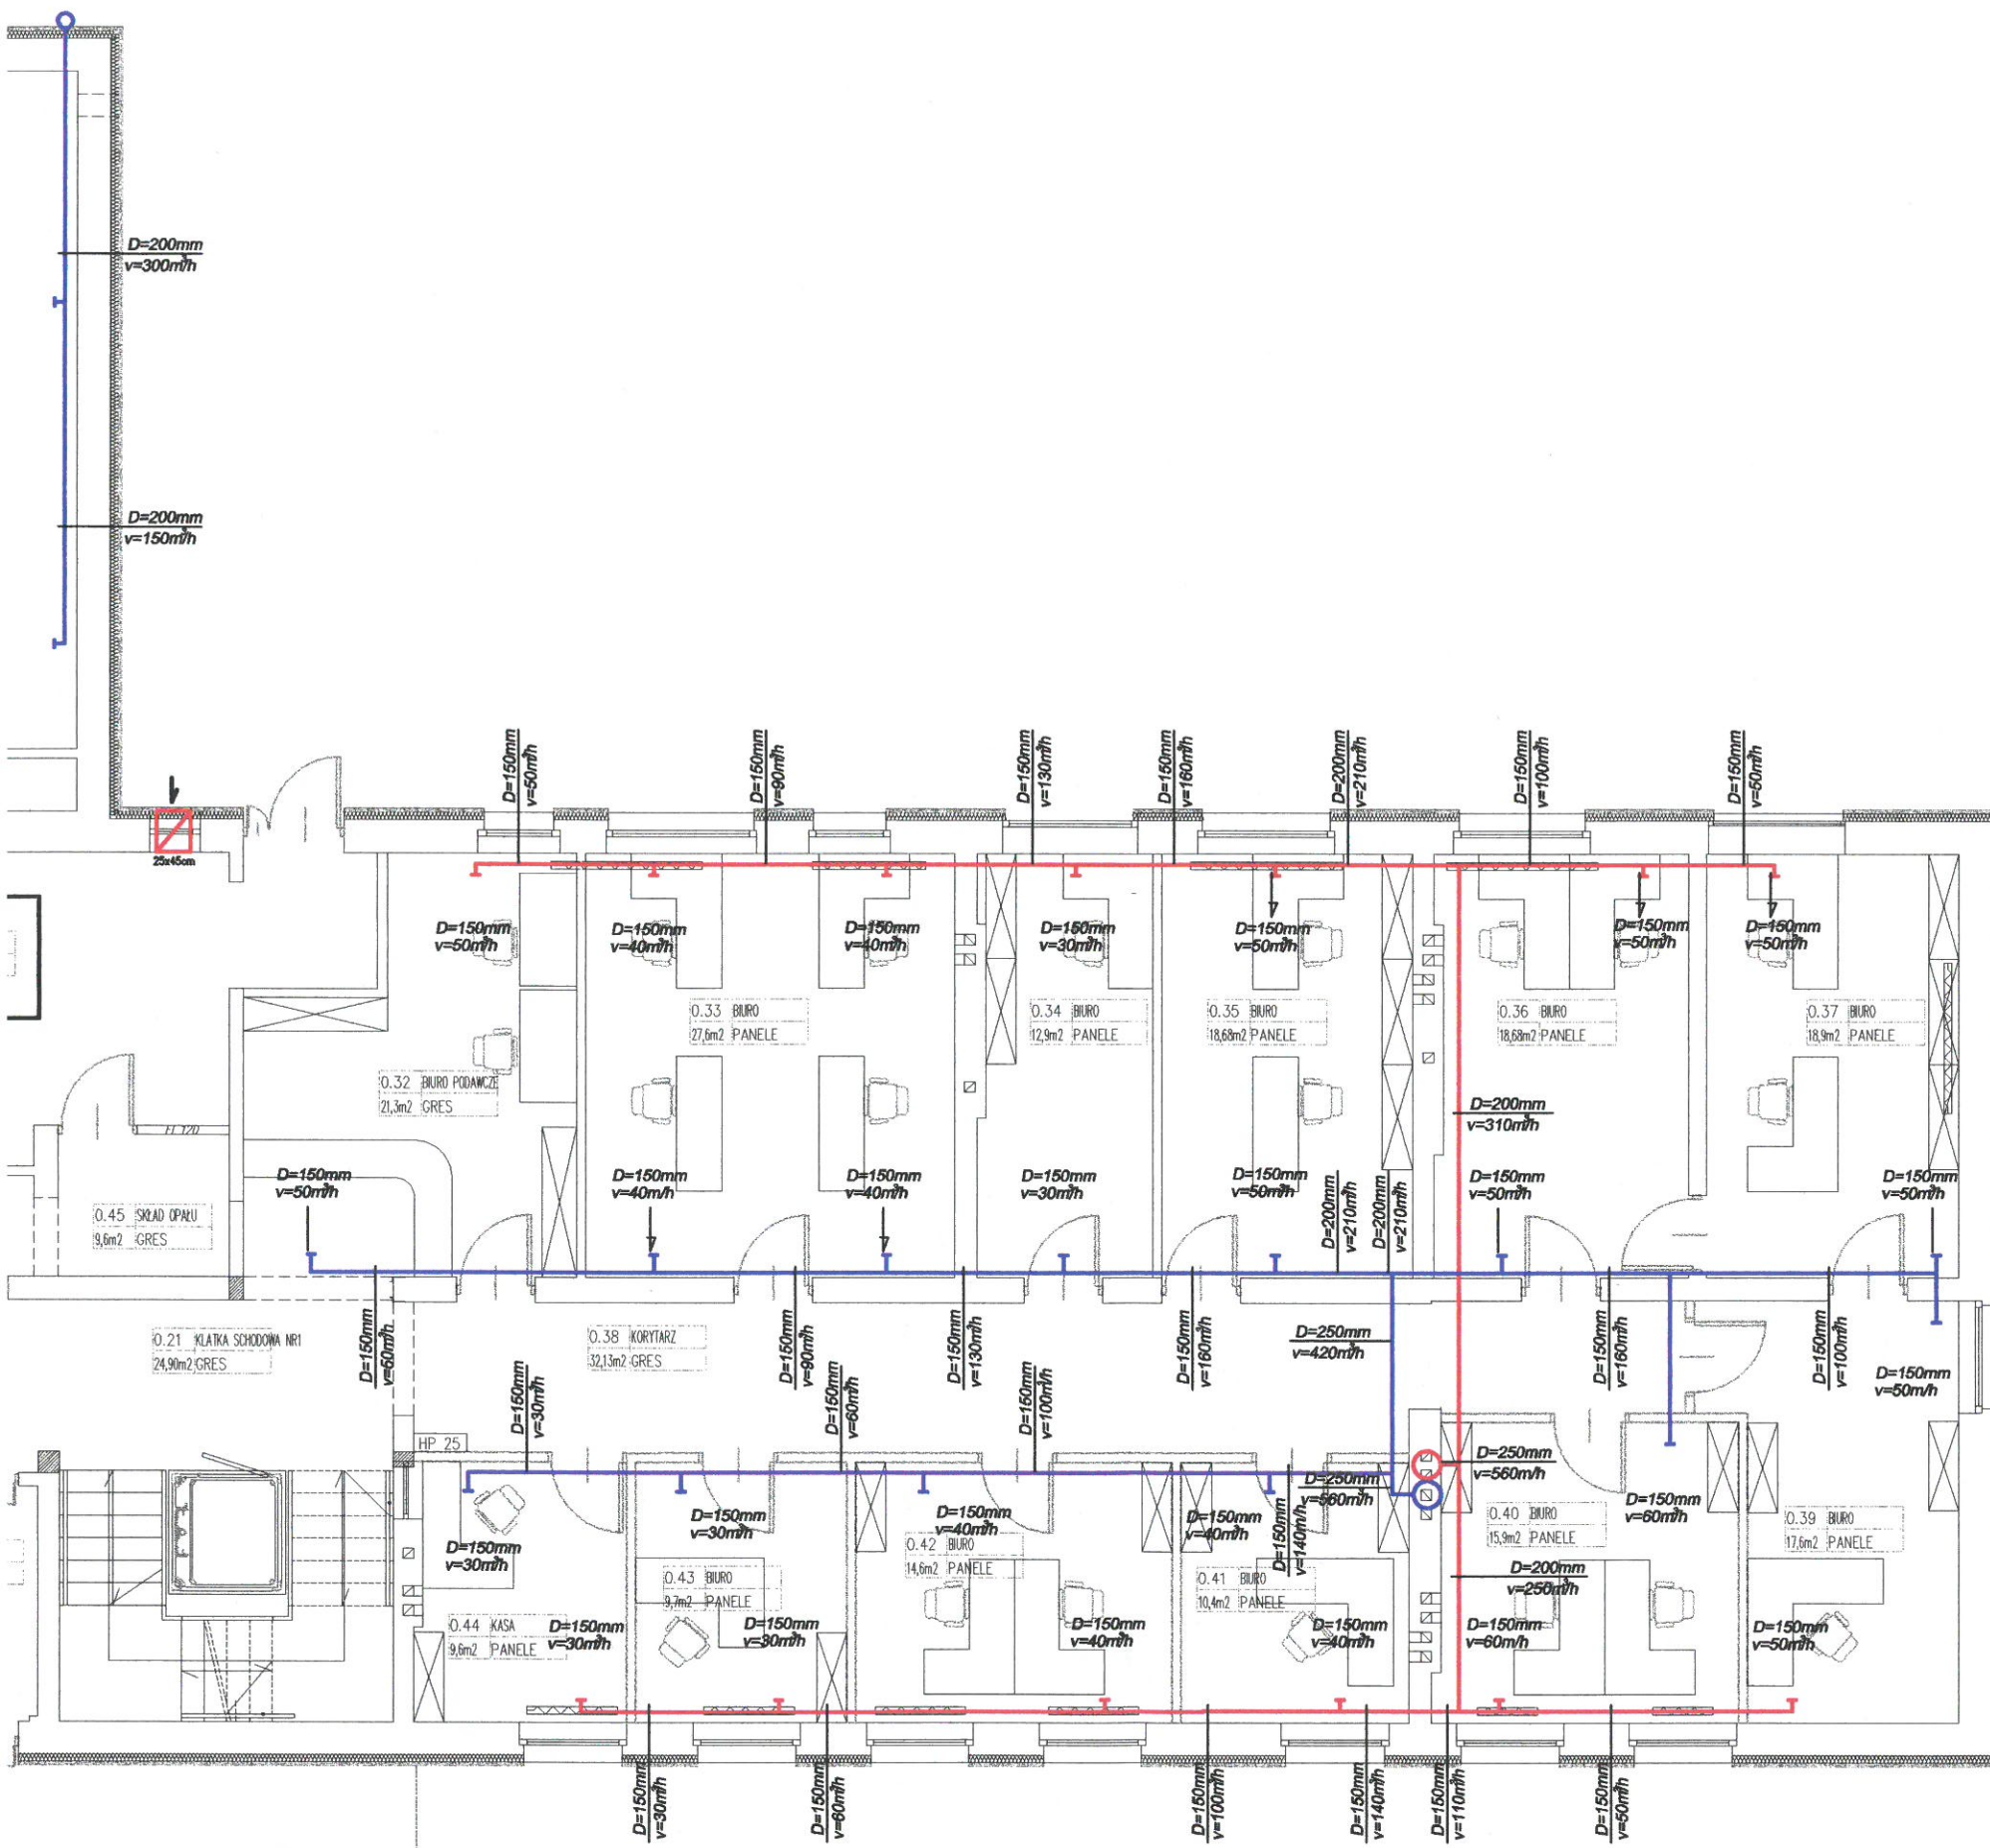 D=200mm
v=300m³/h
D=200mm
v=150m³/h
25x45cm
D=150mm
v=50m³/h
D=150mm
v=90m³/h
D=150mm
v=130m³/h
D=150mm
v=160m³/h
D=200mm
v=210m³/h
D=150mm
v=100m³/h
D=150mm
v=50m³/h
D=150mm
v=50m³/h
D=150mm
v=40m³/h
D=150mm
v=40m³/h
D=150mm
v=30m³/h
D=150mm
v=50m³/h
D=150mm
v=50m³/h
D=150mm
v=50m³/h
0.33 BIURO
27,6m2 PANELE
0.34 BIURO
12,9m2 PANELE
0.35 BIURO
18,68m2 PANELE
0.36 BIURO
18,68m2 PANELE
0.37 BIURO
18,9m2 PANELE
0.32 BIURO PODAWCZE
21,3m2 GRES
EI 120
D=200mm
v=310m³/h
0.45 SKŁAD OPAŁU
9,6m2 GRES
D=150mm
v=50m³/h
D=150mm
v=40m³/h
D=150mm
v=40m³/h
D=150mm
v=30m³/h
D=150mm
v=50m³/h
D=200mm
v=210m³/h
D=200mm
v=210m³/h
D=150mm
v=50m³/h
D=150mm
v=50m³/h
0.21 KLATKA SCHODOWA NR1
24,90m2 GRES
D=150mm
v=50m³/h
0.38 KORYTARZ
32,13m2 GRES
D=150mm
v=90m³/h
D=150mm
v=130m³/h
D=150mm
v=160m³/h
D=250mm
v=420m³/h
D=150mm
v=160m³/h
D=150mm
v=100m³/h
D=150mm
v=50m³/h
D=150mm
v=30m³/h
D=150mm
v=60m³/h
D=150mm
v=100m³/h
HP 25
D=250mm
v=560m³/h
D=250mm
v=560m³/h
D=150mm
v=30m³/h
D=150mm
v=30m³/h
D=150mm
v=40m³/h
D=150mm
v=40m³/h
D=150mm
v=140m³/h
D=150mm
v=60m³/h
0.40 BIURO
15,9m2 PANELE
0.39 BIURO
17,6m2 PANELE
0.42 BIURO
14,6m2 PANELE
0.43 BIURO
9,7m2 PANELE
0.41 BIURO
10,4m2 PANELE
D=200mm
v=250m³/h
0.44 KASA
9,6m2 PANELE
D=150mm
v=30m³/h
D=150mm
v=30m³/h
D=150mm
v=40m³/h
D=150mm
v=40m³/h
D=150mm
v=60m³/h
D=150mm
v=50m³/h
D=150mm
v=30m³/h
D=150mm
v=60m³/h
D=150mm
v=100m³/h
D=150mm
v=140m³/h
D=150mm
v=110m³/h
D=150mm
v=50m³/h